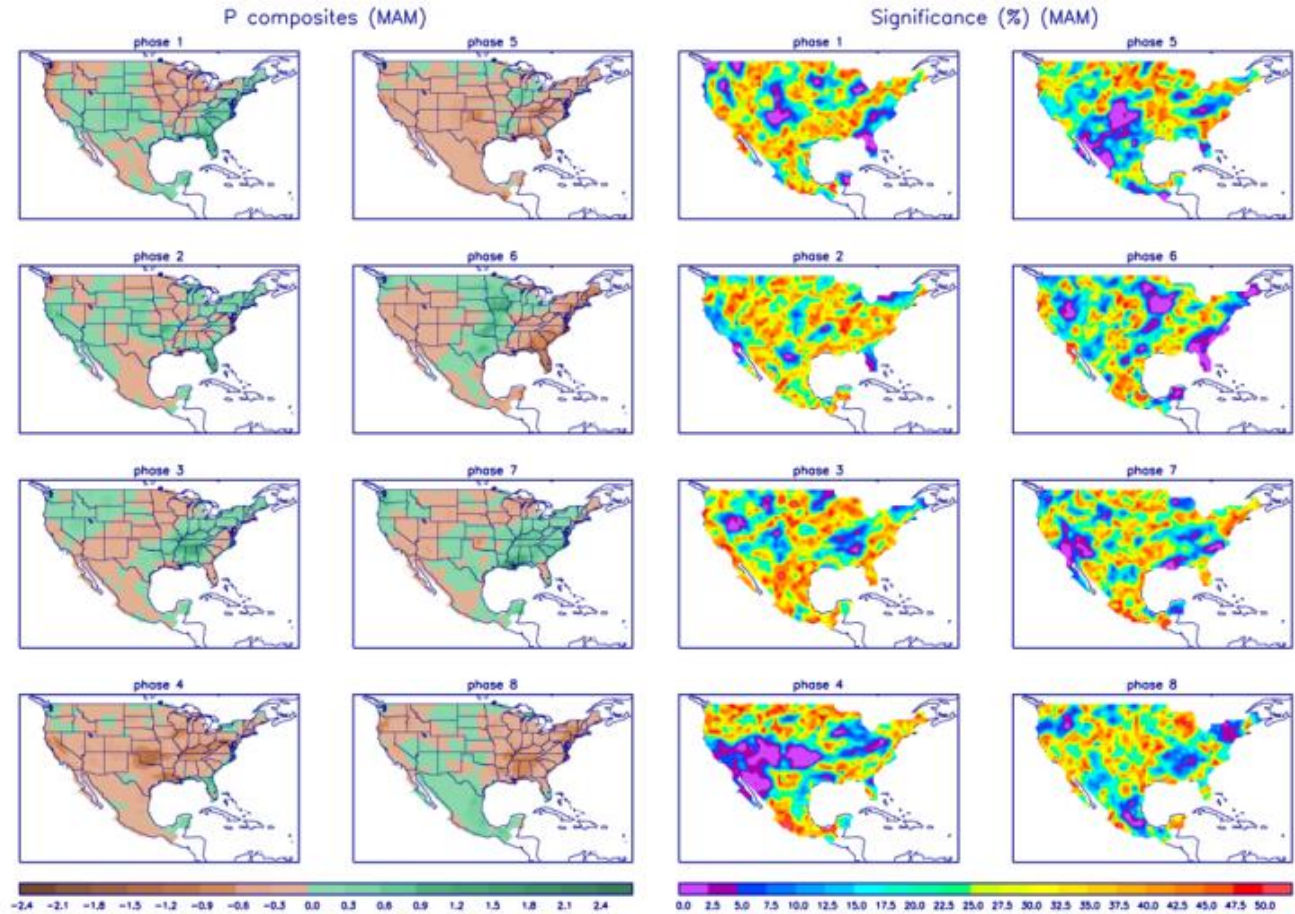 P composites (MAM)
Significance (%) (MAM)
phase 1
phase 5
phase 1
phase 5
phase 2
phase 6
phase 2
phase 6
phase 3
phase 7
phase 3
phase 7
phase 4
phase 8
phase 4
phase 8
-2.4 -2.1 -1.8 -1.5 -1.2 -0.9 -0.6 -0.3 0.0 0.3 0.6 0.9 1.2 1.5 1.8 2.1 2.4
0.0 2.5 5.0 7.5 10.0 12.5 15.0 17.5 20.0 22.5 25.0 27.5 30.0 32.5 35.0 37.5 40.0 42.5 45.0 47.5 50.0